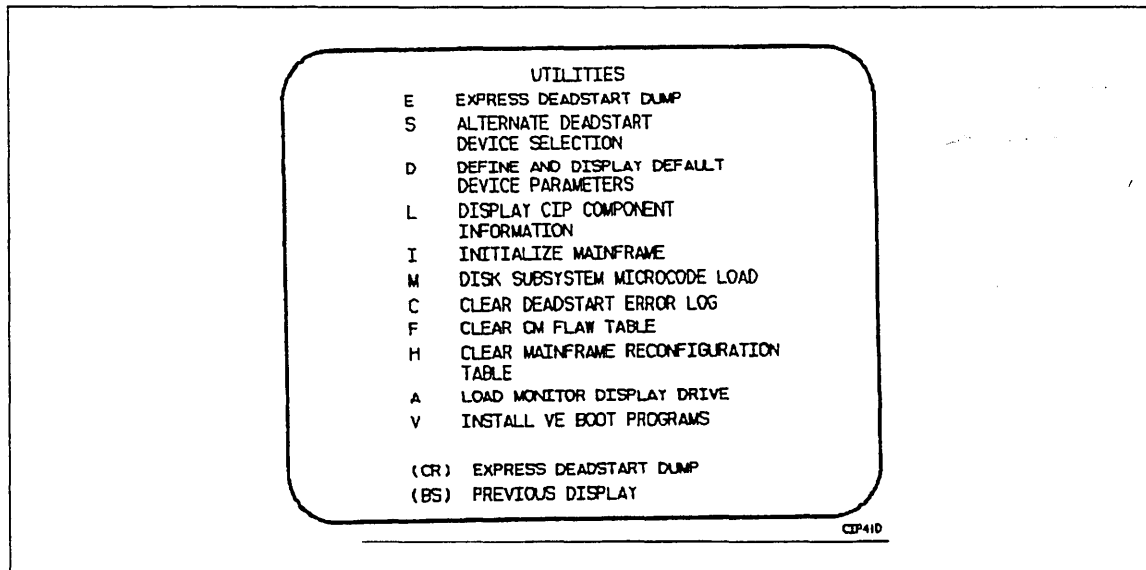 UTILITIES
E EXPRESS DEADSTART DUMP
S ALTERNATE DEADSTART
DEVICE SELECTION
D DEFINE AND DISPLAY DEFAULT
DEVICE PARAMETERS
L DISPLAY CIP COMPONENT
INFORMATION
I INITIALIZE MAINFRAME
M DISK SUBSYSTEM MICROCODE LOAD
C CLEAR DEADSTART ERROR LOG
F CLEAR CM FLAW TABLE
H CLEAR MAINFRAME RECONFIGURATION
TABLE
A LOAD MONITOR DISPLAY DRIVE
V INSTALL VE BOOT PROGRAMS
(CR) EXPRESS DEADSTART DUMP
(BS) PREVIOUS DISPLAY
CIP41D